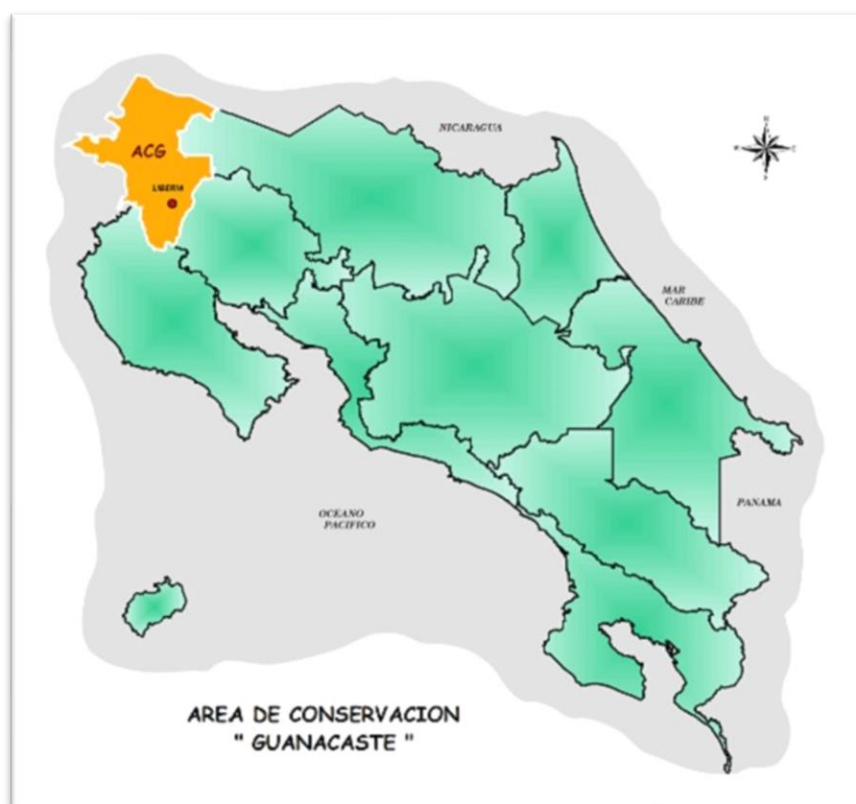 NICARAGUA
N
W
E
S
ACG
LIBERIA
MAR
CARIBE
PANAMA
OCEANO
PACIFICO
AREA DE CONSERVACION
" GUANACASTE "